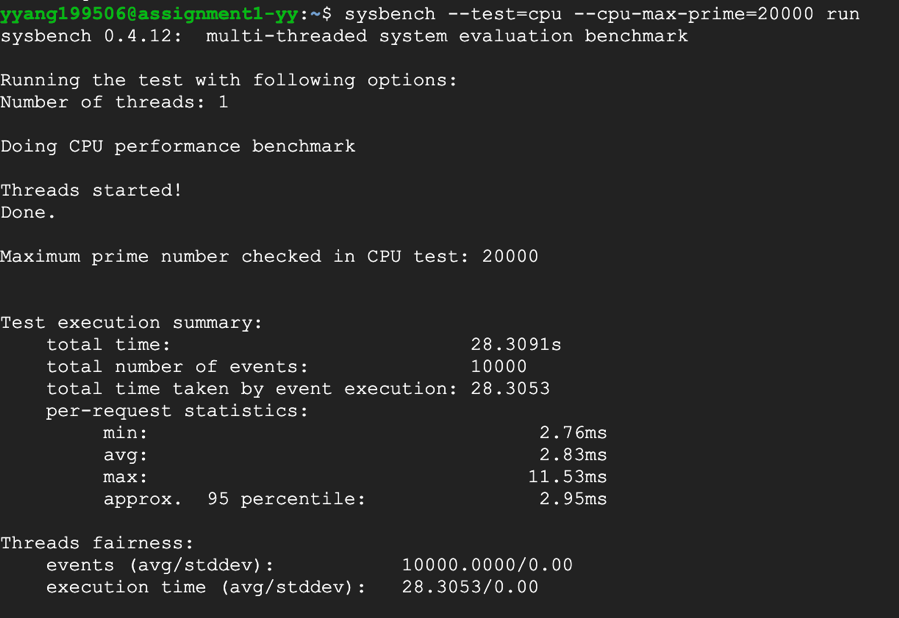 yyang199506@assignment1-yy:~$ sysbench --test=cpu --cpu-max-prime=20000 run
sysbench 0.4.12:  multi-threaded system evaluation benchmark

Running the test with following options:
Number of threads: 1

Doing CPU performance benchmark

Threads started!
Done.

Maximum prime number checked in CPU test: 20000


Test execution summary:
    total time:                          28.3091s
    total number of events:              10000
    total time taken by event execution: 28.3053
    per-request statistics:
         min:                                  2.76ms
         avg:                                  2.83ms
         max:                                 11.53ms
         approx.  95 percentile:               2.95ms

Threads fairness:
    events (avg/stddev):           10000.0000/0.00
    execution time (avg/stddev):   28.3053/0.00